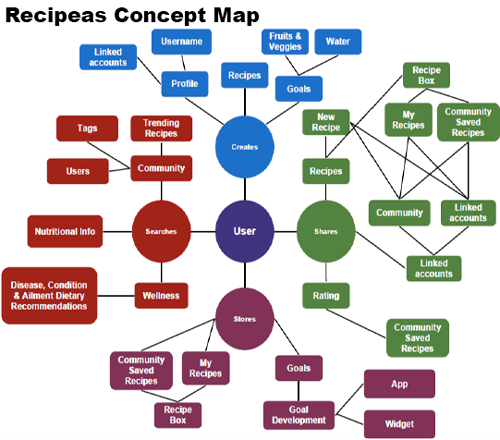 Recipeas Concept Map
Username
Linked
accounts
Profile
Recipes
Fruits &
Veggies
Water
Goals
Creates
Tags
Trending
Recipes
Users
Community
Nutritional Info
Searches
Disease, Condition
& Ailment Dietary
Recommendations
Wellness
User
Recipe
Box
New
Recipe
My
Recipes
Community
Saved
Recipes
Recipes
Community
Linked
accounts
Shares
Linked
accounts
Rating
Community
Saved
Recipes
Stores
Community
Saved
Recipes
My
Recipes
Recipe
Box
Goals
Goal
Development
App
Widget